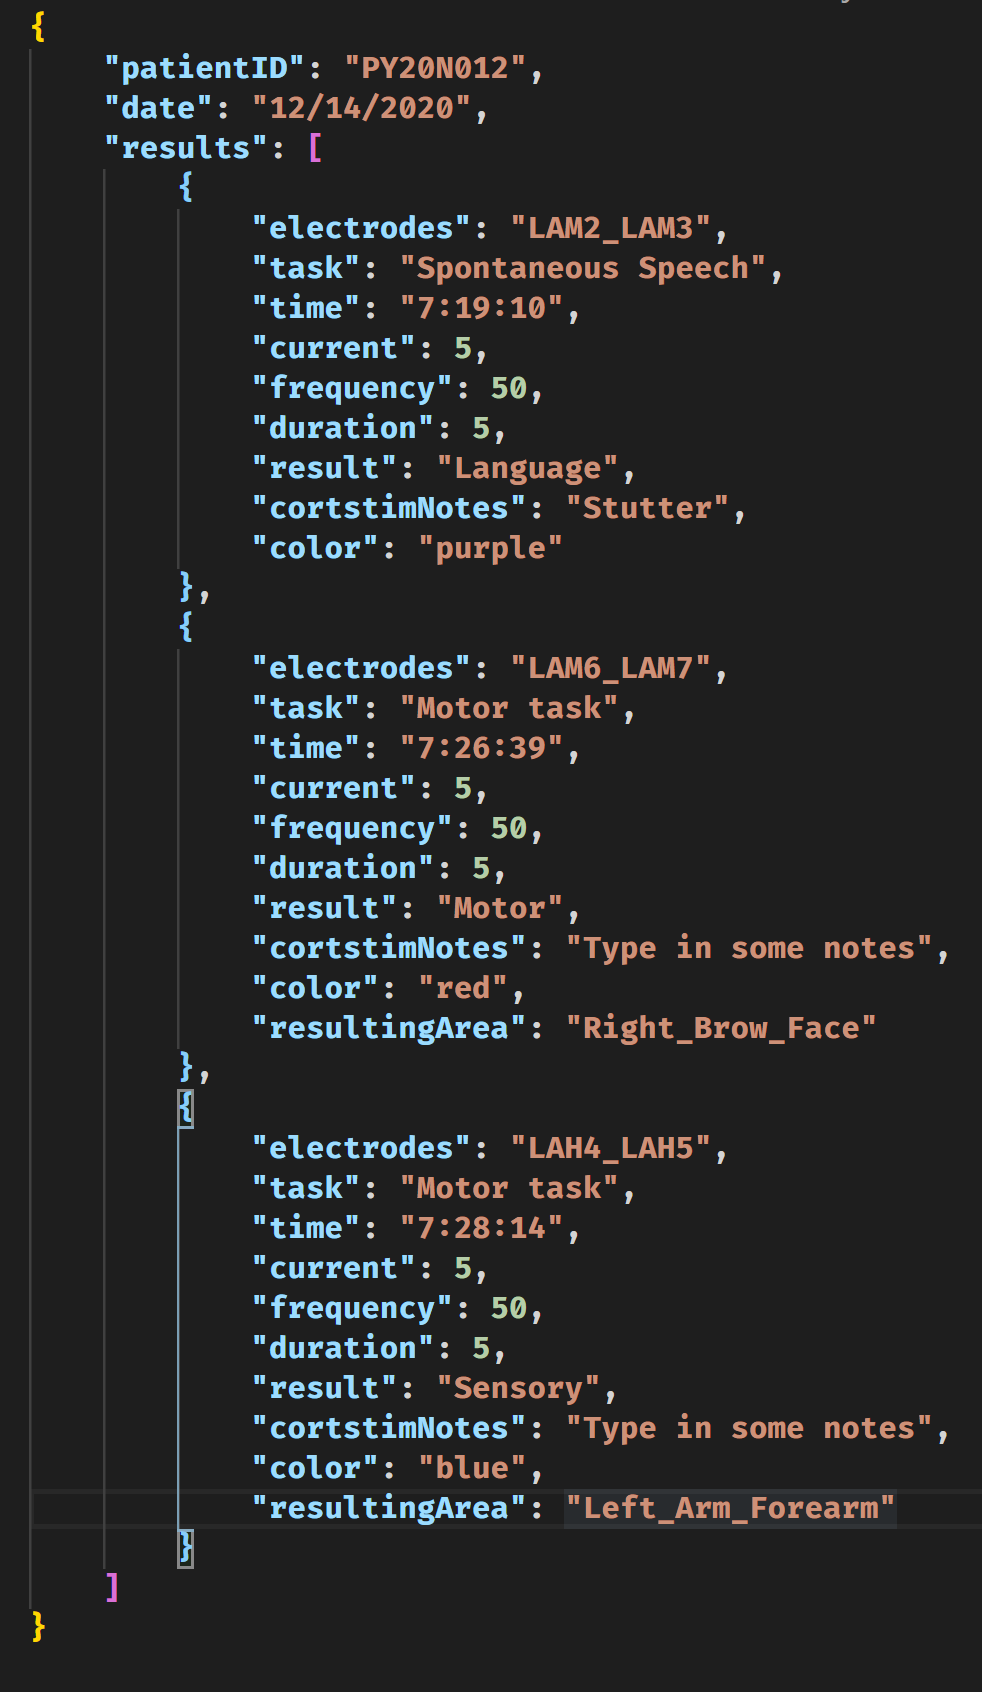 {
"patientID": "PY20N012",
"date": "12/14/2020",
"results": [
{
"electrodes": "LAM2_LAM3",
"task": "Spontaneous Speech",
"time": "7:19:10",
"current": 5,
"frequency": 50,
"duration": 5,
"result": "Language",
"cortstimNotes": "Stutter",
"color": "purple"
},
{
"electrodes": "LAM6_LAM7",
"task": "Motor task",
"time": "7:26:39",
"current": 5,
"frequency": 50,
"duration": 5,
"result": "Motor",
"cortstimNotes": "Type in some notes",
"color": "red",
"resultingArea": "Right_Brow_Face"
},
{
"electrodes": "LAH4_LAH5",
"task": "Motor task",
"time": "7:28:14",
"current": 5,
"frequency": 50,
"duration": 5,
"result": "Sensory",
"cortstimNotes": "Type in some notes",
"color": "blue",
"resultingArea": "Left_Arm_Forearm"
}
]
}